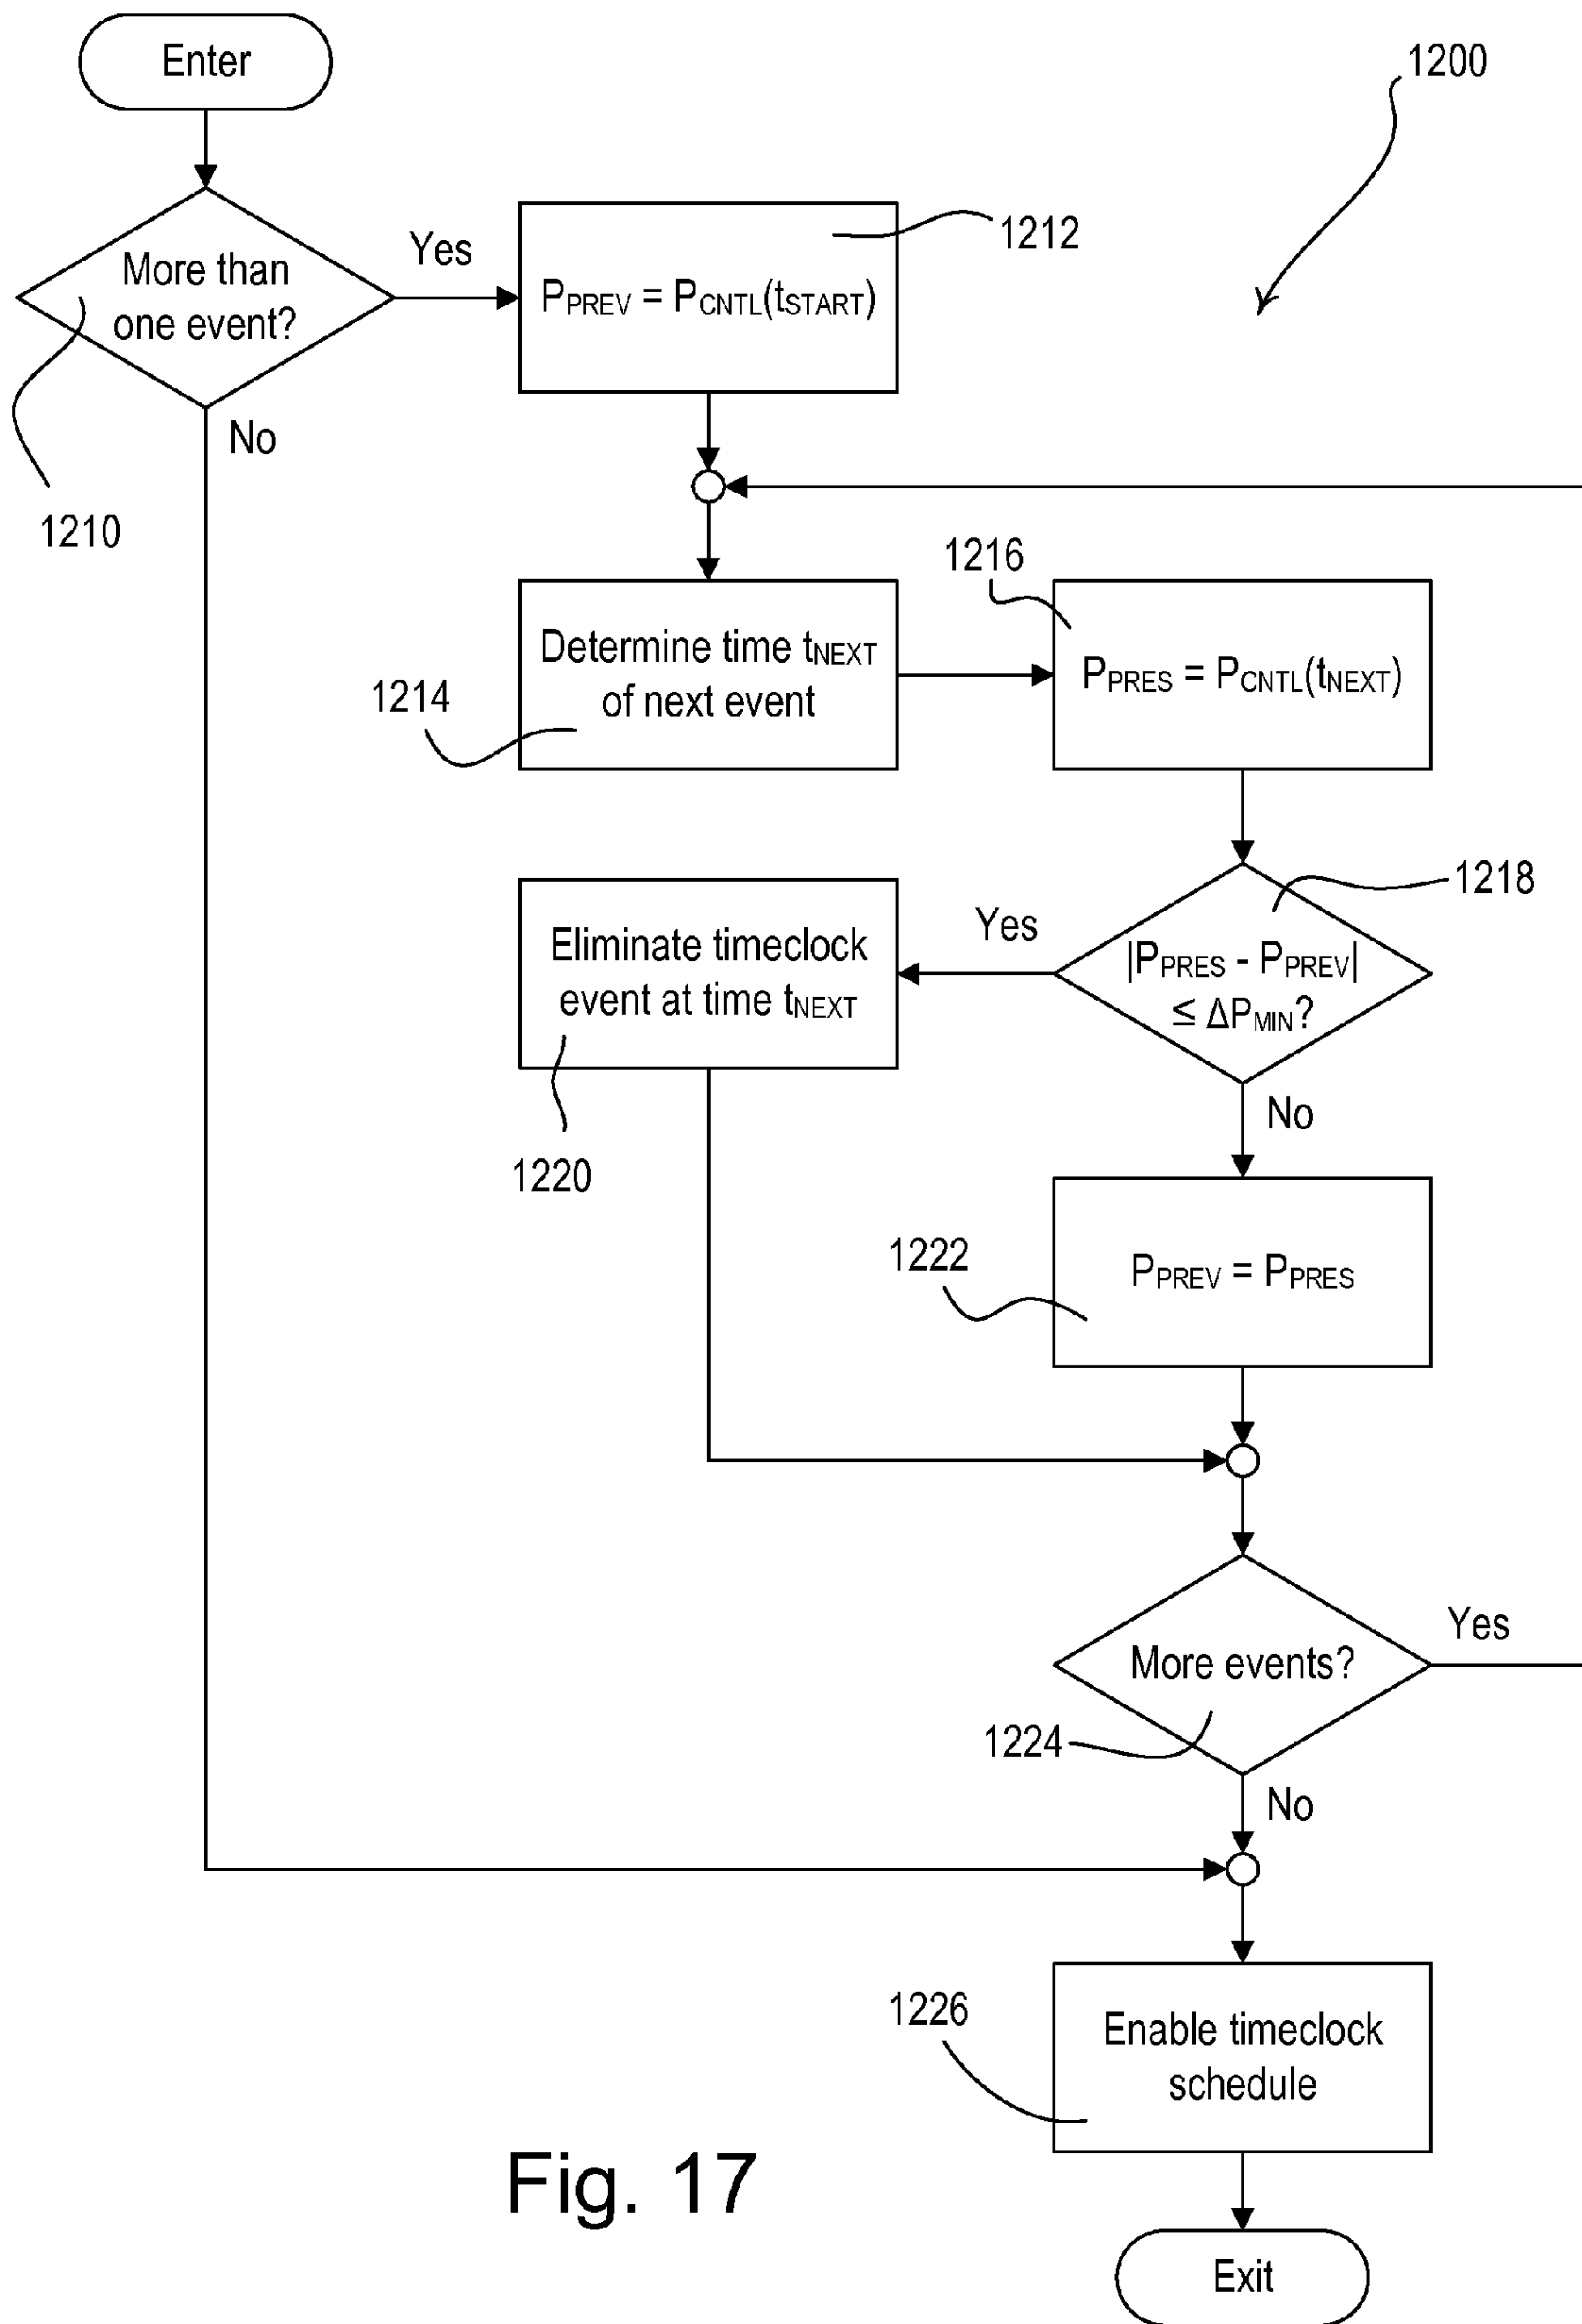 Enter
1200
More than
one event?
Yes
PPREV = PCNTL(tSTART)
1212
No
1210
1216
Determine time tNEXT
of next event
PPRES = PCNTL(tNEXT)
1214
1218
Eliminate timeclock
event at time tNEXT
Yes
|PPRES - PPREV|
≤ ΔPMIN?
No
1220
1222
PPREV = PPRES
Yes
More events?
1224
No
1226
Enable timeclock
schedule
Fig. 17
Exit